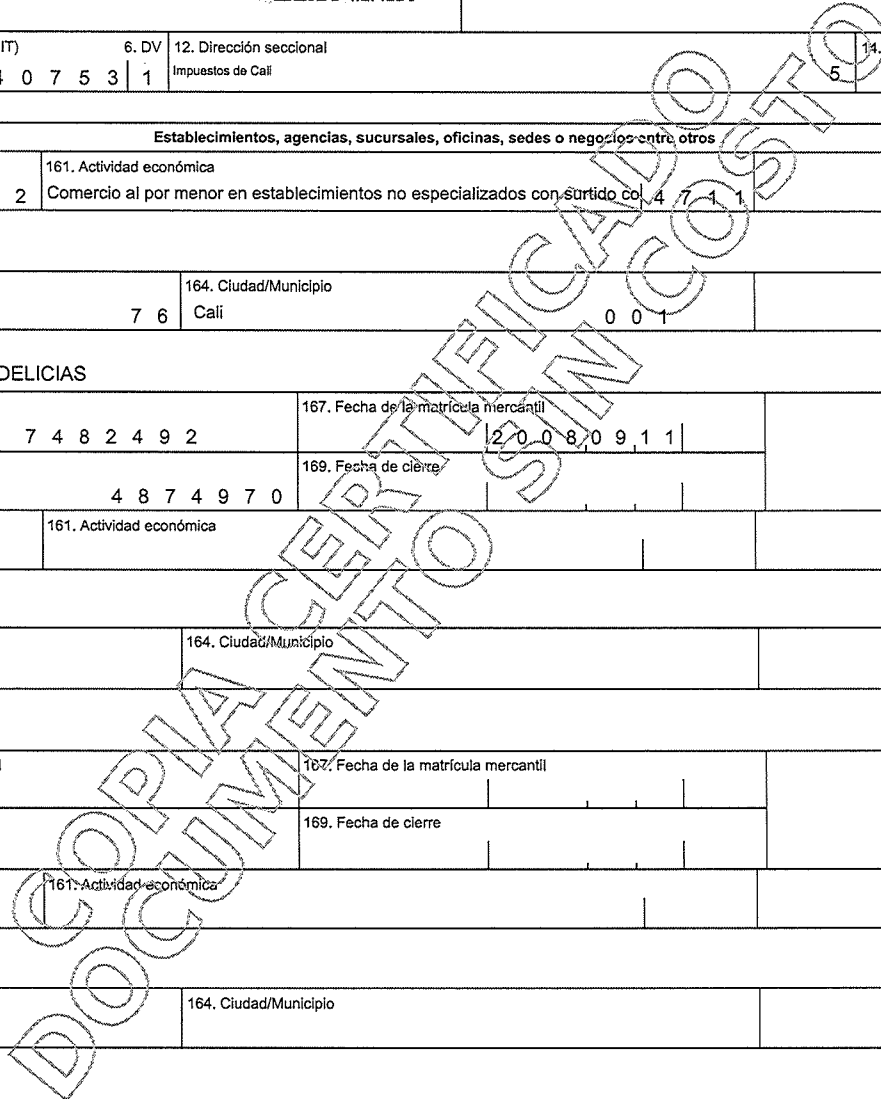 IT) 6. DV 12. Dirección seccional 14.
4 0 7 5 3 1 Impuestos de Cali 5
Establecimientos, agencias, sucursales, oficinas, sedes o negocios entre otros
161. Actividad económica
2 Comercio al por menor en establecimientos no especializados con surtido co 4 7 1 1
164. Ciudad/Municipio
7 6 Cali 0 0 1
DELICIAS
167. Fecha de la matrícula mercantil
7 4 8 2 4 9 2 2 0 0 8 0 9 1 1
169. Fecha de cierre
4 8 7 4 9 7 0
161. Actividad económica
164. Ciudad/Municipio
167. Fecha de la matrícula mercantil
169. Fecha de cierre
161. Actividad económica
164. Ciudad/Municipio
COPIA CERTIFICADO
DOCUMENTO SIN COSTO